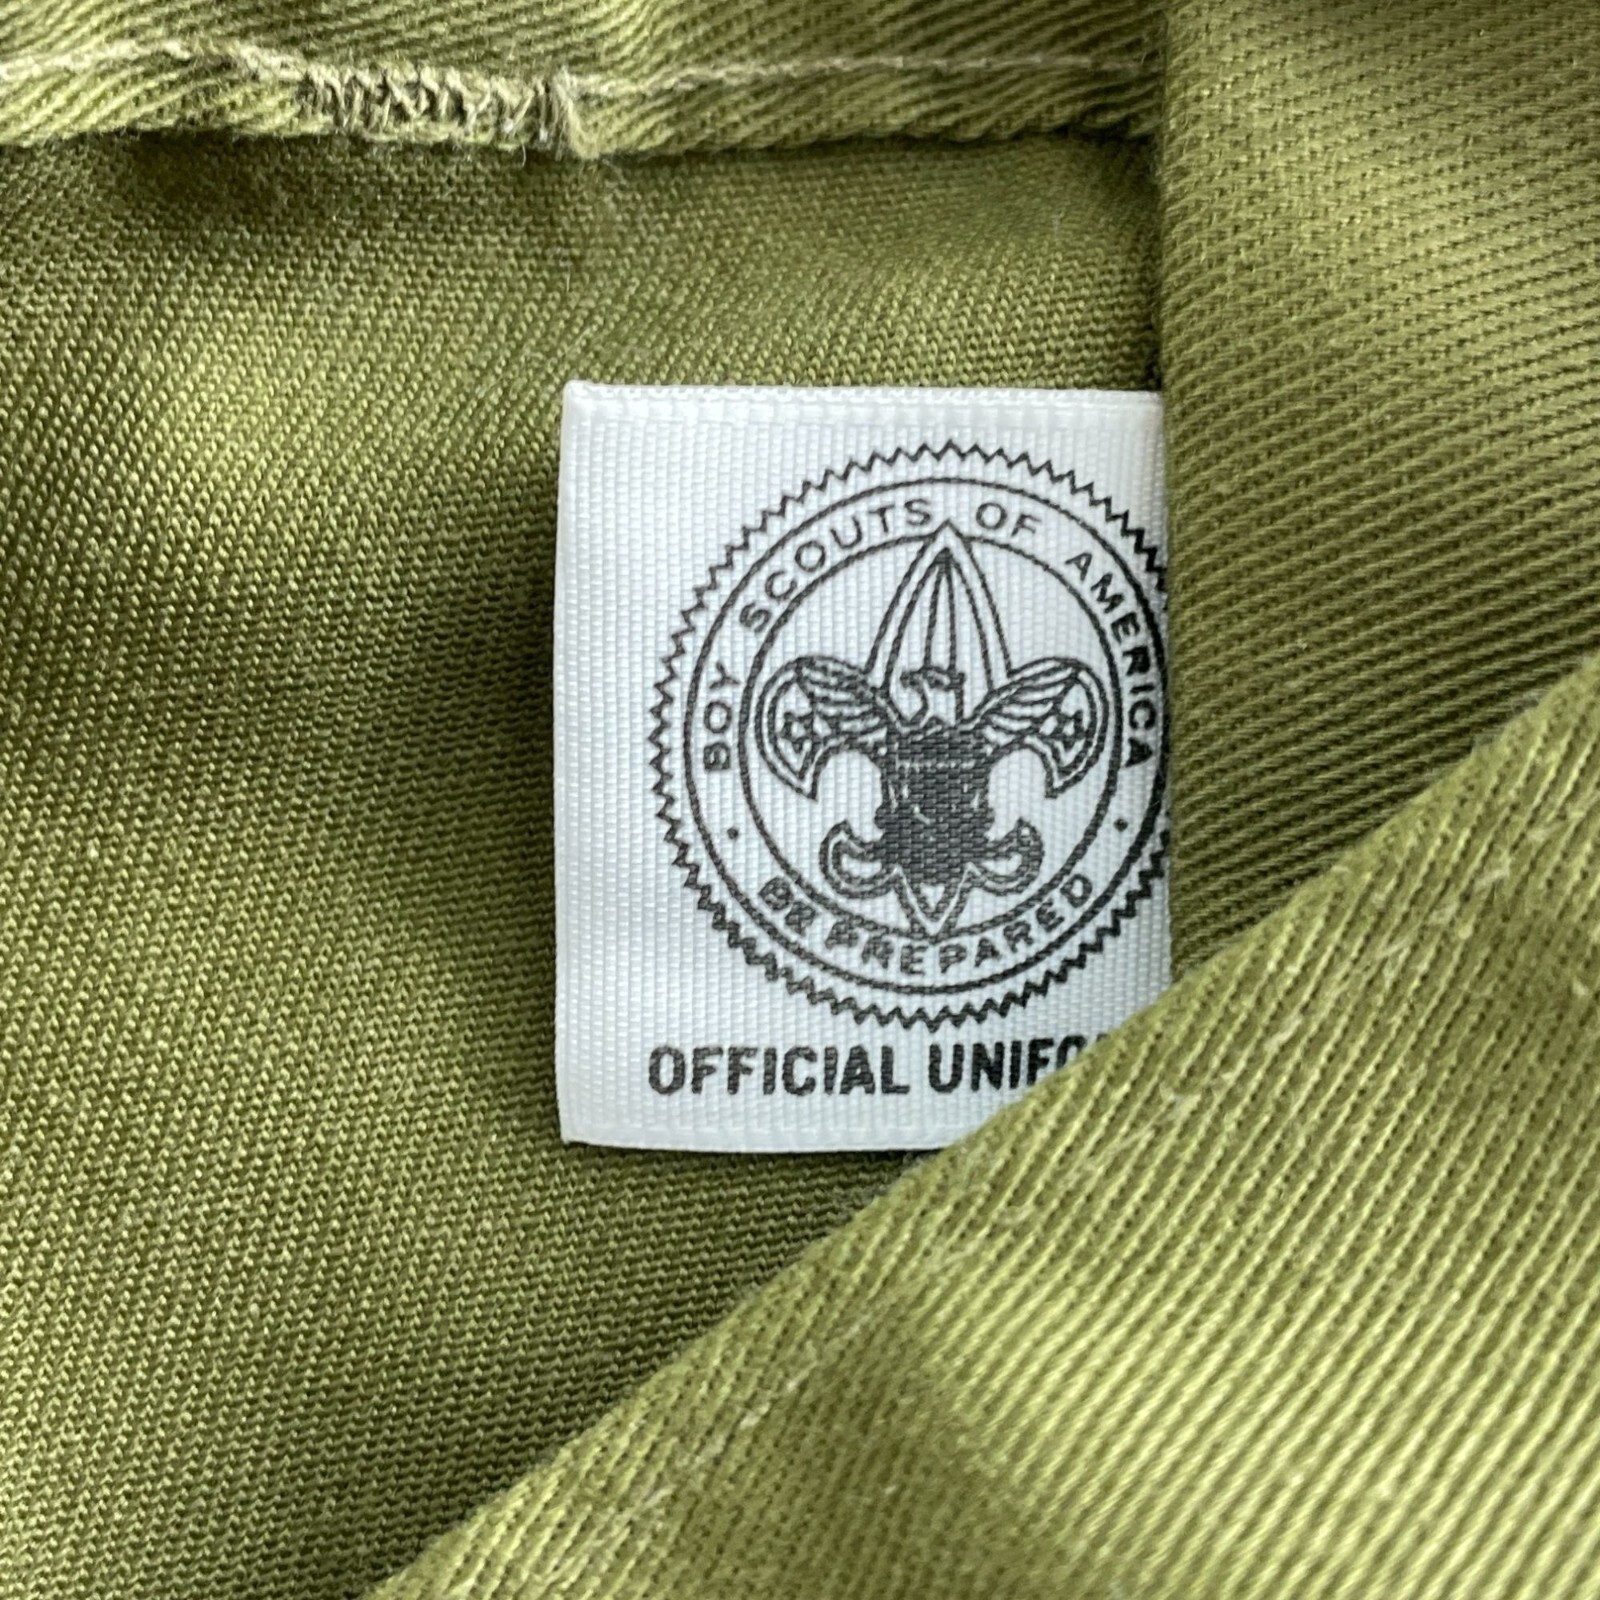 BOY SCOUTS OF AMERICA
BE PREPARED
OFFICIAL